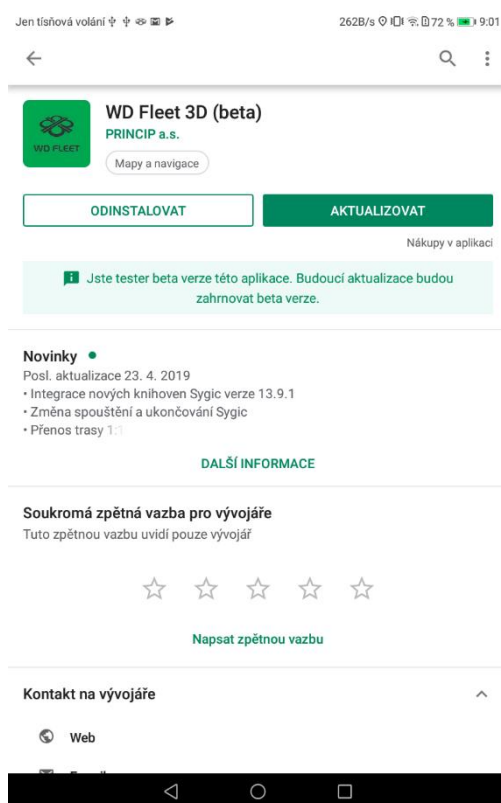 Jen tísňová volání
262B/s 72 % 9:01
WD FLEET
WD Fleet 3D (beta)
PRINCIP a.s.
Mapy a navigace
ODINSTALOVAT
AKTUALIZOVAT
Nákupy v aplikaci
Jste tester beta verze této aplikace. Budoucí aktualizace budou
zahrnovat beta verze.
Novinky
Posl. aktualizace 23. 4. 2019
• Integrace nových knihoven Sygic verze 13.9.1
• Změna spouštění a ukončování Sygic
• Přenos trasy 1:1
DALŠÍ INFORMACE
Soukromá zpětná vazba pro vývojáře
Tuto zpětnou vazbu uvidí pouze vývojář
Napsat zpětnou vazbu
Kontakt na vývojáře
Web